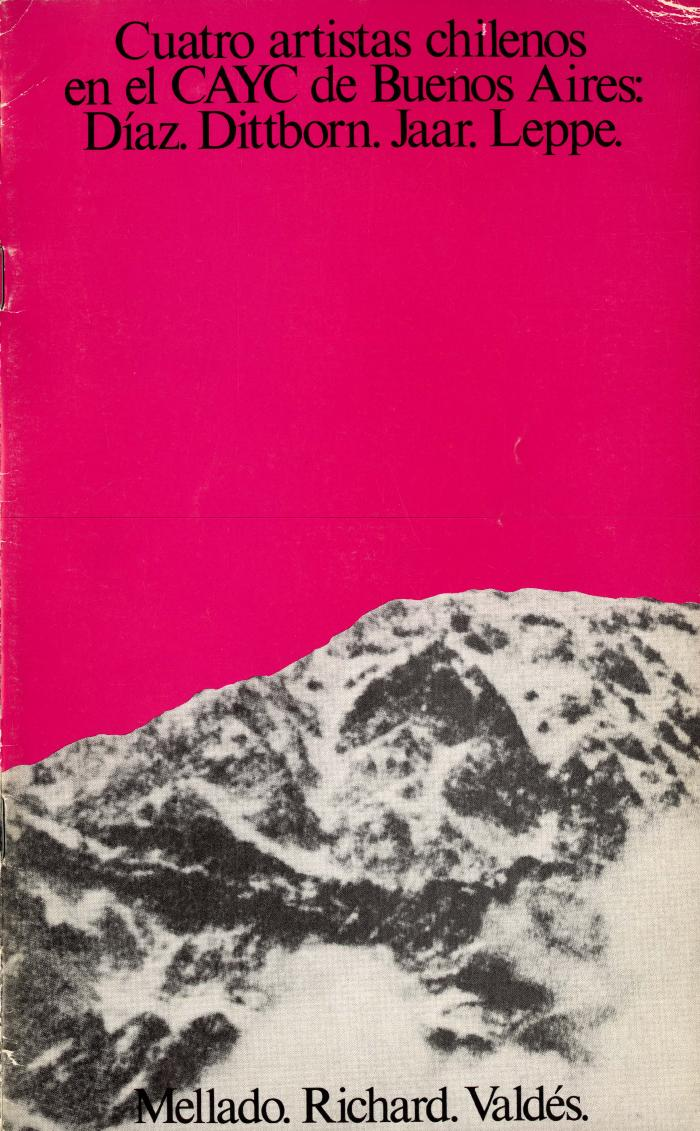 Cuatro artistas chilenos
en el CAYC de Buenos Aires:
Díaz. Dittborn. Jaar. Leppe.
Mellado. Richard. Valdés.